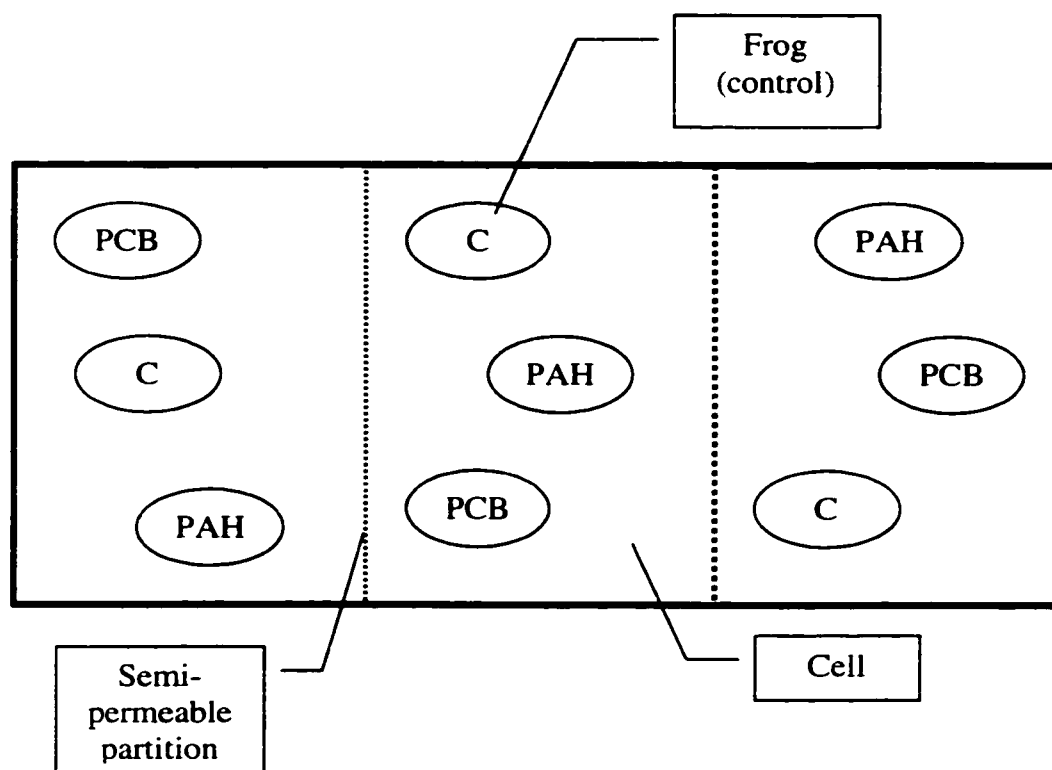 Frog
(control)
PCB
C
PAH
C
PAH
PCB
PAH
PCB
C
Semi-
permeable
partition
Cell